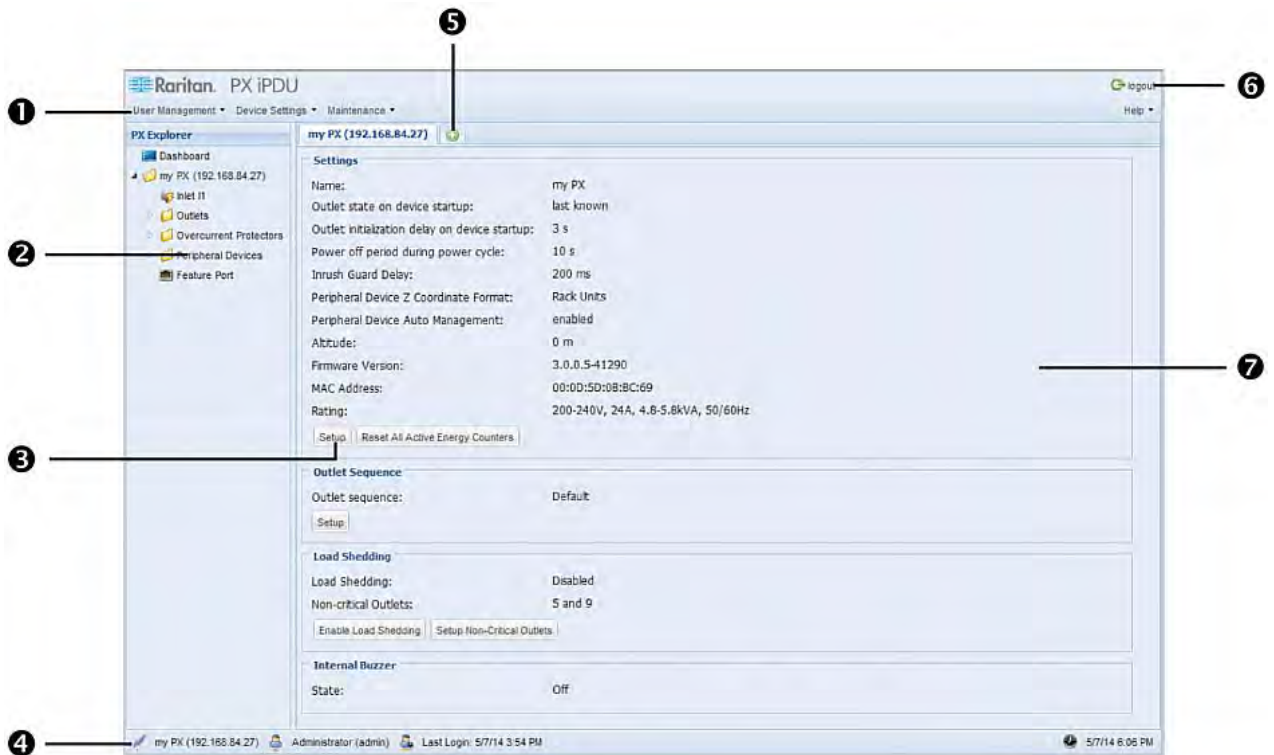 5
Raritan. PX iPDU
logout
6
1
User Management Device Settings Maintenance
Help
PX Explorer
my PX (192.168.84.27)
Dashboard
my PX (192.168.84.27)
Inlet I1
Outlets
Overcurrent Protectors
2
Peripheral Devices
Feature Port
Settings
Name: my PX
Outlet state on device startup: last known
Outlet initialization delay on device startup: 3 s
Power off period during power cycle: 10 s
Inrush Guard Delay: 200 ms
Peripheral Device Z Coordinate Format: Rack Units
Peripheral Device Auto Management: enabled
Altitude: 0 m
Firmware Version: 3.0.0.5-41290
7
MAC Address: 00:0D:5D:08:BC:69
Rating: 200-240V, 24A, 4.8-5.8kVA, 50/60Hz
Setup Reset All Active Energy Counters
3
Outlet Sequence
Outlet sequence: Default
Setup
Load Shedding
Load Shedding: Disabled
Non-critical Outlets: 5 and 9
Enable Load Shedding Setup Non-Critical Outlets
Internal Buzzer
State: Off
4
my PX (192.168.84.27) Administrator (admin) Last Login: 5/7/14 3:54 PM 5/7/14 6:06 PM